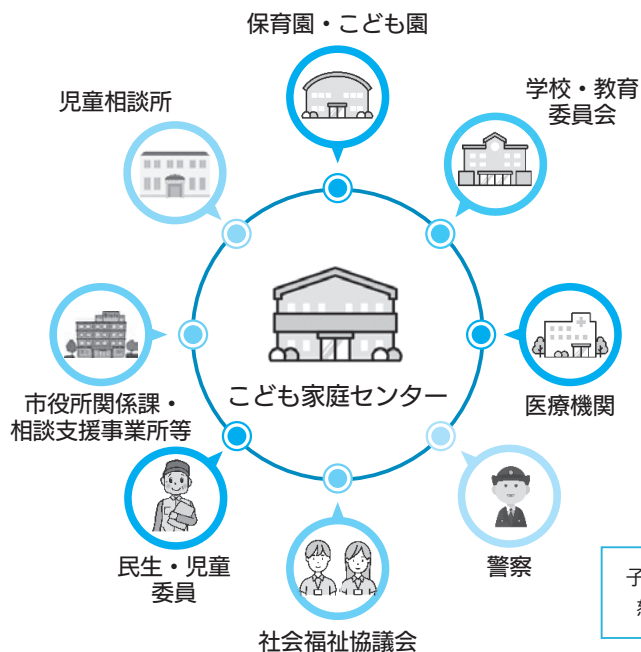 保育園・こども園
学校・教育
委員会
児童相談所
こども家庭センター
医療機関
市役所関係課・
相談支援事業所等
民生・児童
委員
警察
社会福祉協議会
子